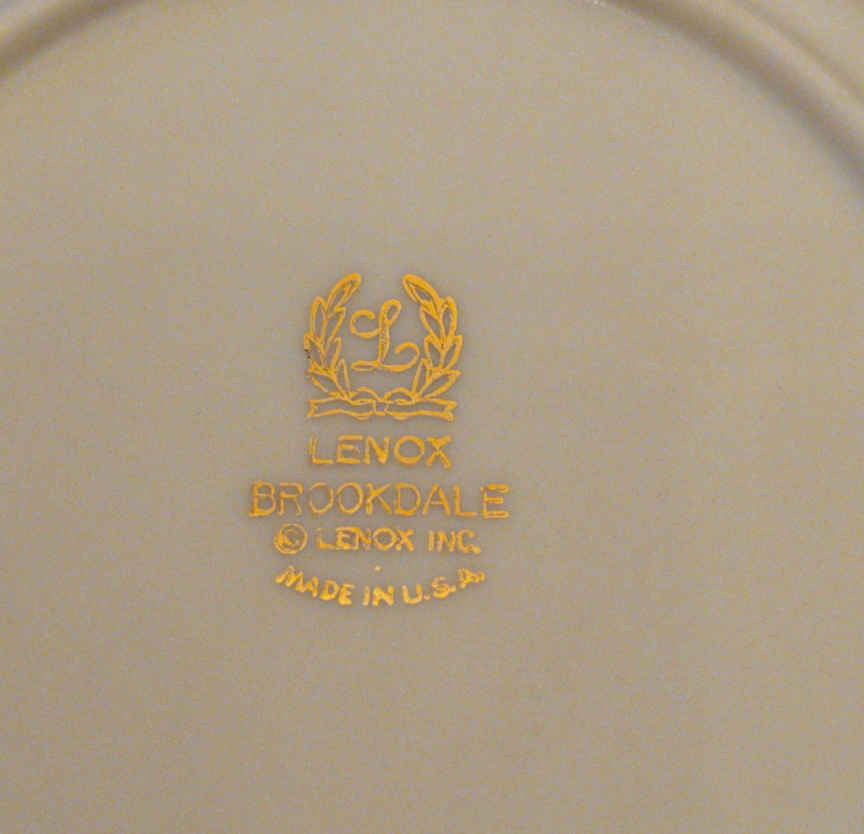 L
LENOX
BROOKDALE
© LENOX INC.
MADE IN U.S.A.